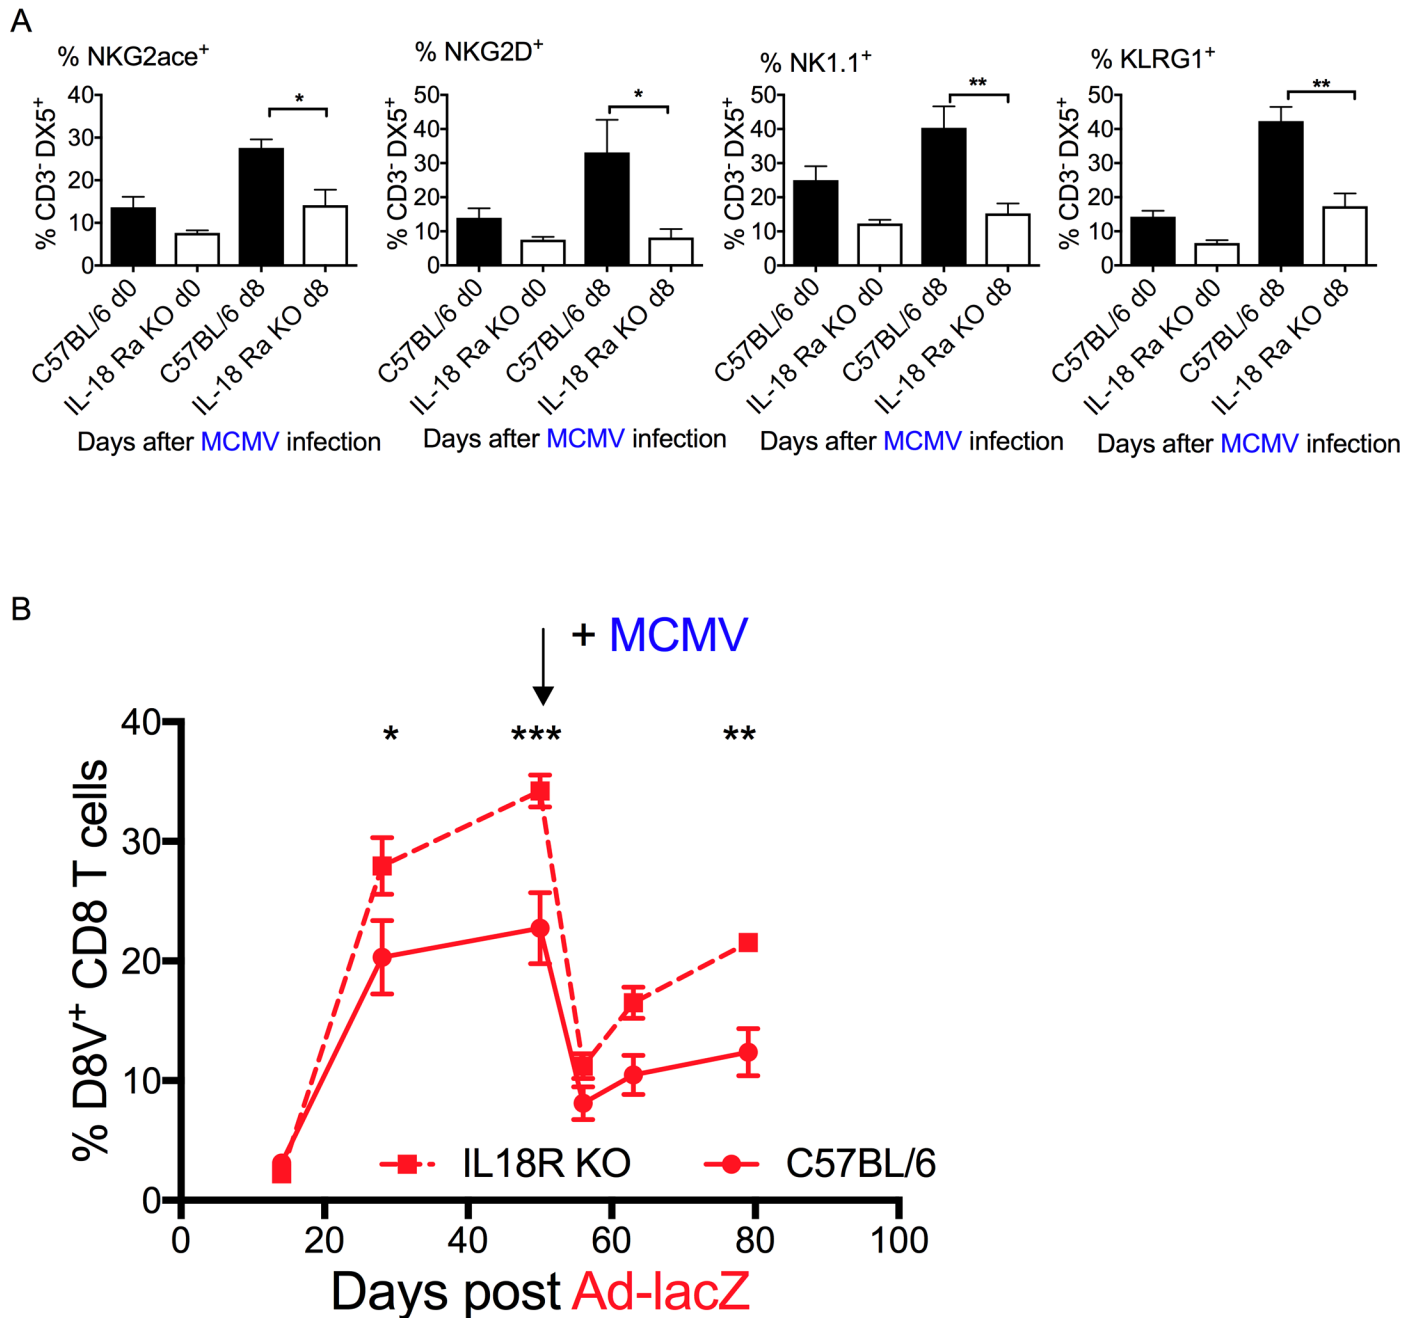 A
% NKG2ace+
% CD3- DX5+
40
30
20
10
0
*
C57BL/6 d0
IL-18 Ra KO d0
C57BL/6 d8
IL-18 Ra KO d8
Days after MCMV infection
% NKG2D+
% CD3- DX5+
50
40
30
20
10
0
*
C57BL/6 d0
IL-18 Ra KO d0
C57BL/6 d8
IL-18 Ra KO d8
Days after MCMV infection
% NK1.1+
% CD3- DX5+
50
40
30
20
10
0
**
C57BL/6 d0
IL-18 Ra KO d0
C57BL/6 d8
IL-18 Ra KO d8
Days after MCMV infection
% KLRG1+
% CD3- DX5+
50
40
30
20
10
0
**
C57BL/6 d0
IL-18 Ra KO d0
C57BL/6 d8
IL-18 Ra KO d8
Days after MCMV infection
B
+ MCMV
* *** **
% D8V+ CD8 T cells
40
30
20
10
0
IL18R KO
C57BL/6
0 20 40 60 80 100
Days post Ad-lacZ